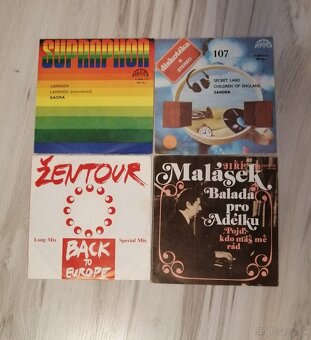 SUPRAPHON
LAMBADA
LAMBADA (instrumental)
KAOMA
diskotéka
107
SECRET LAND
CHILDREN OF ENGLAND
SANDRA
ŽENTOUR
Long Mix
Special Mix
BACK
TO
EUROPE
JIŘÍ
Malásek
Balada
pro
Adélku
Pojď,
kdo máš mě
rád